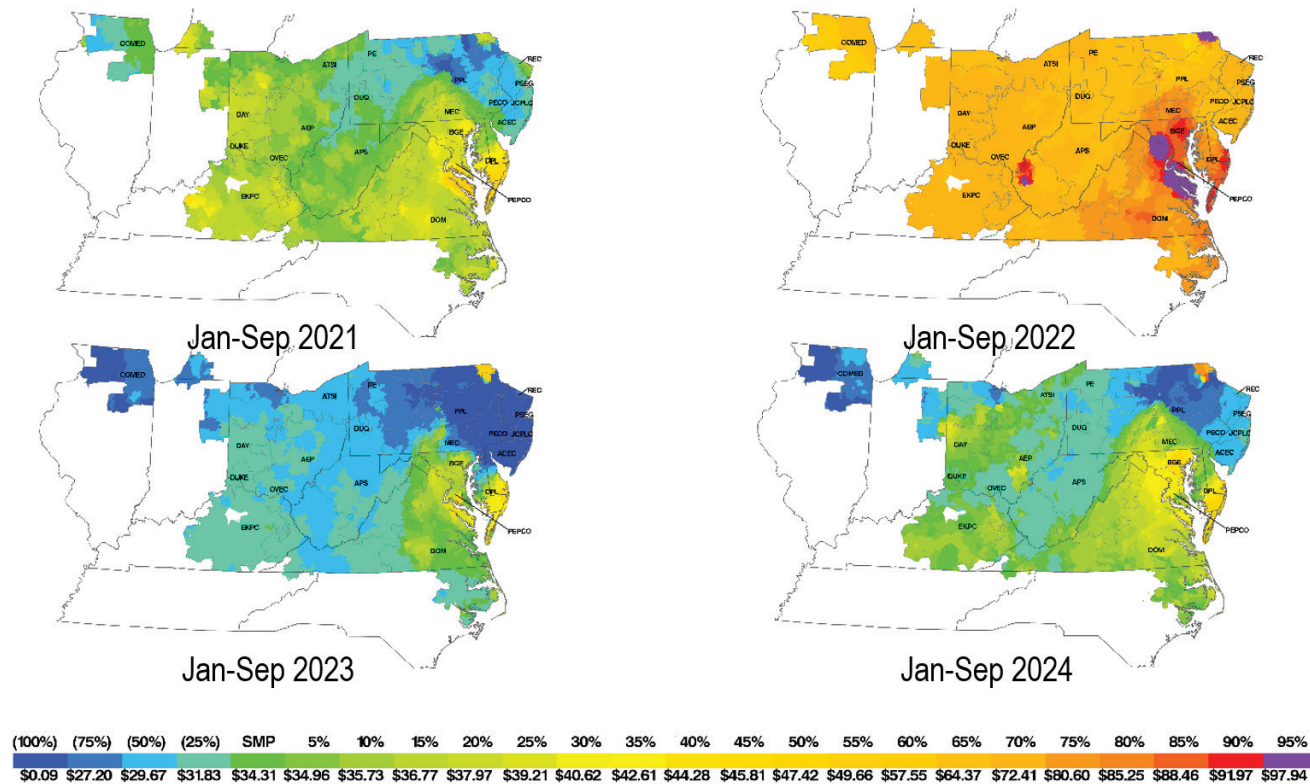 COMED
ATSI
PE
PPL
REC
PSEG
DUQ
PECO JCPLC
DAY
MEC
ACEC
AEP
BGE
DUKE
OVEC
APS
DPL
EKPC
PEPCO
DOM
Jan-Sep 2021
COMED
ATSI
PE
PPL
REC
PSEG
DUQ
PECO JCPLC
DAY
MEC
ACEC
AEP
BGE
DUKE
OVEC
APS
DPL
EKPC
PEPCO
DOM
Jan-Sep 2022
COMED
ATSI
PE
PPL
REC
PSEG
DUQ
PECO JCPLC
DAY
MEC
ACEC
AEP
BGE
DUKE
OVEC
APS
DPL
EKPC
PEPCO
DOM
Jan-Sep 2023
COMED
ATSI
PE
PPL
REC
PSEG
DUQ
PECO JCPLC
DAY
MEC
ACEC
AEP
BGE
DUKE
OVEC
APS
DPL
EKPC
PEPCO
DOM
Jan-Sep 2024
(100%) (75%) (50%) (25%) SMP 5% 10% 15% 20% 25% 30% 35% 40% 45% 50% 55% 60% 65% 70% 75% 80% 85% 90% 95%
$0.09 $27.20 $29.67 $31.83 $34.31 $34.96 $35.73 $36.77 $37.97 $39.21 $40.62 $42.61 $44.28 $45.81 $47.42 $49.66 $57.55 $64.37 $72.41 $80.60 $85.25 $88.46 $91.97 $97.94